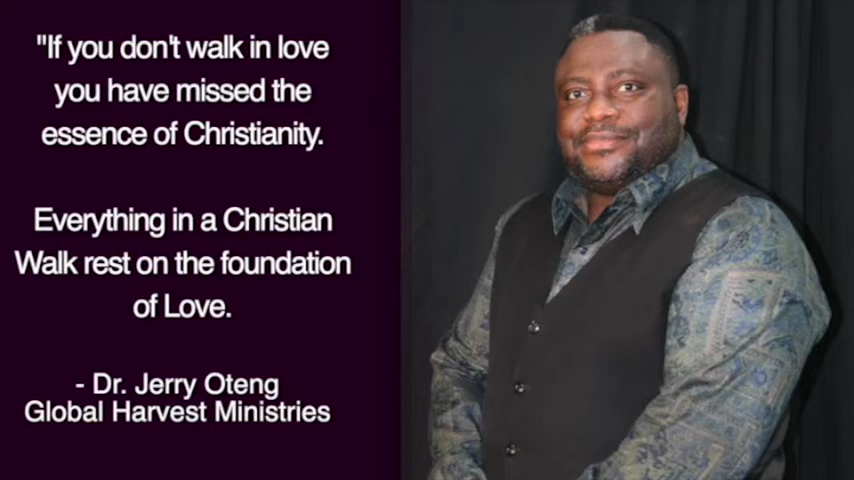 "If you don't walk in love
you have missed the
essence of Christianity.
Everything in a Christian
Walk rest on the foundation
of Love.
- Dr. Jerry Oteng
Global Harvest Ministries